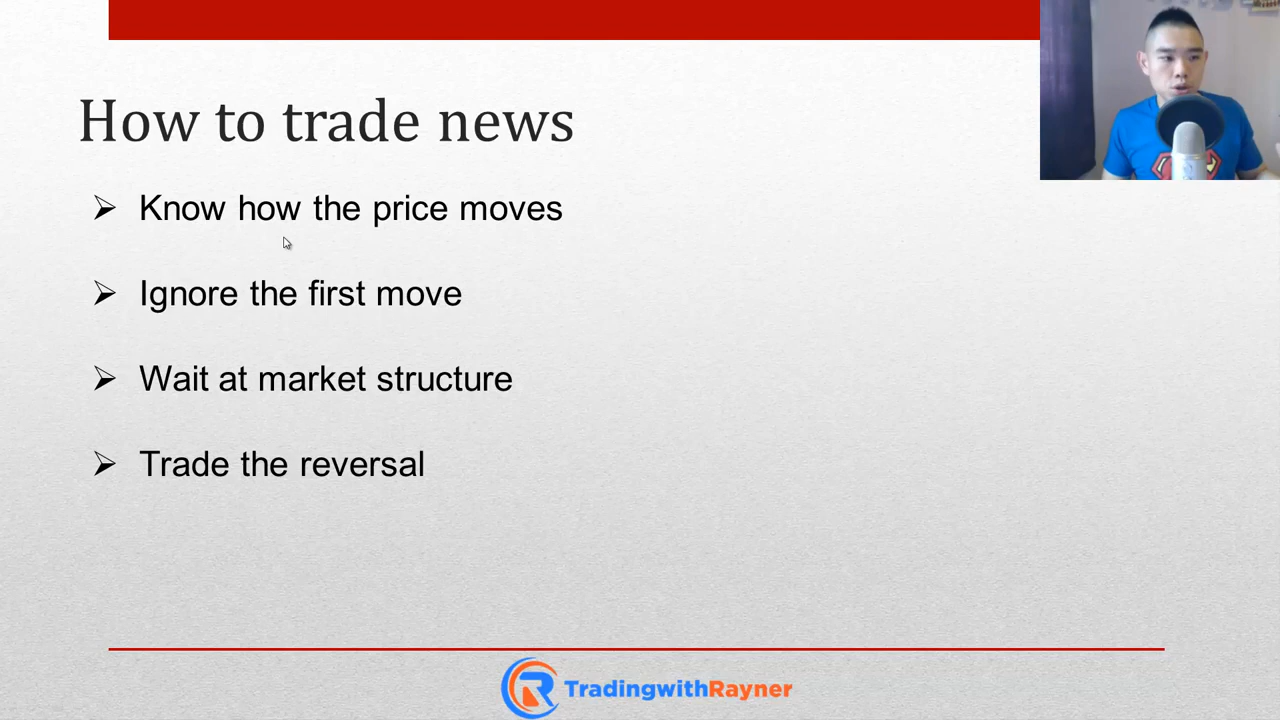 How to trade news
Know how the price moves
Ignore the first move
Wait at market structure
Trade the reversal
TradingwithRayner